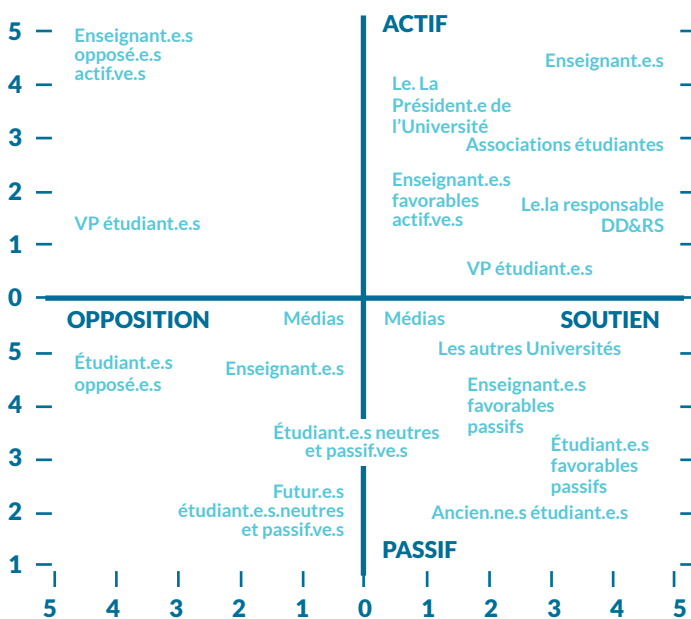 5
4
3
2
1
0
5
4
3
2
1
ACTIF
Enseignant.e.s
opposé.e.s
actif.ve.s
VP étudiant.e.s
Enseignant.e.s
Le. La
Président.e de
l'Université
Associations étudiantes
Enseignant.e.s
favorables
actif.ve.s
Le.la responsable
DD&RS
VP étudiant.e.s
OPPOSITION
Médias
Médias
SOUTIEN
Étudiant.e.s
opposé.e.s
Enseignant.e.s
Les autres Universités
Enseignant.e.s
favorables
passifs
Étudiant.e.s neutres
et passif.ve.s
Étudiant.e.s
favorables
passifs
Futur.e.s
étudiant.e.s.neutres
et passif.ve.s
Ancien.ne.s étudiant.e.s
PASSIF
5 4 3 2 1 0 1 2 3 4 5